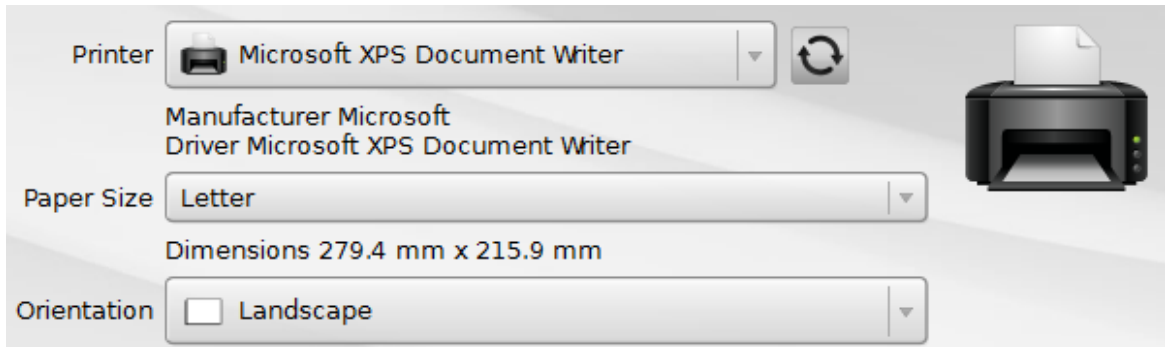 Printer Microsoft XPS Document Writer
Manufacturer Microsoft
Driver Microsoft XPS Document Writer
Paper Size Letter
Dimensions 279.4 mm x 215.9 mm
Orientation Landscape